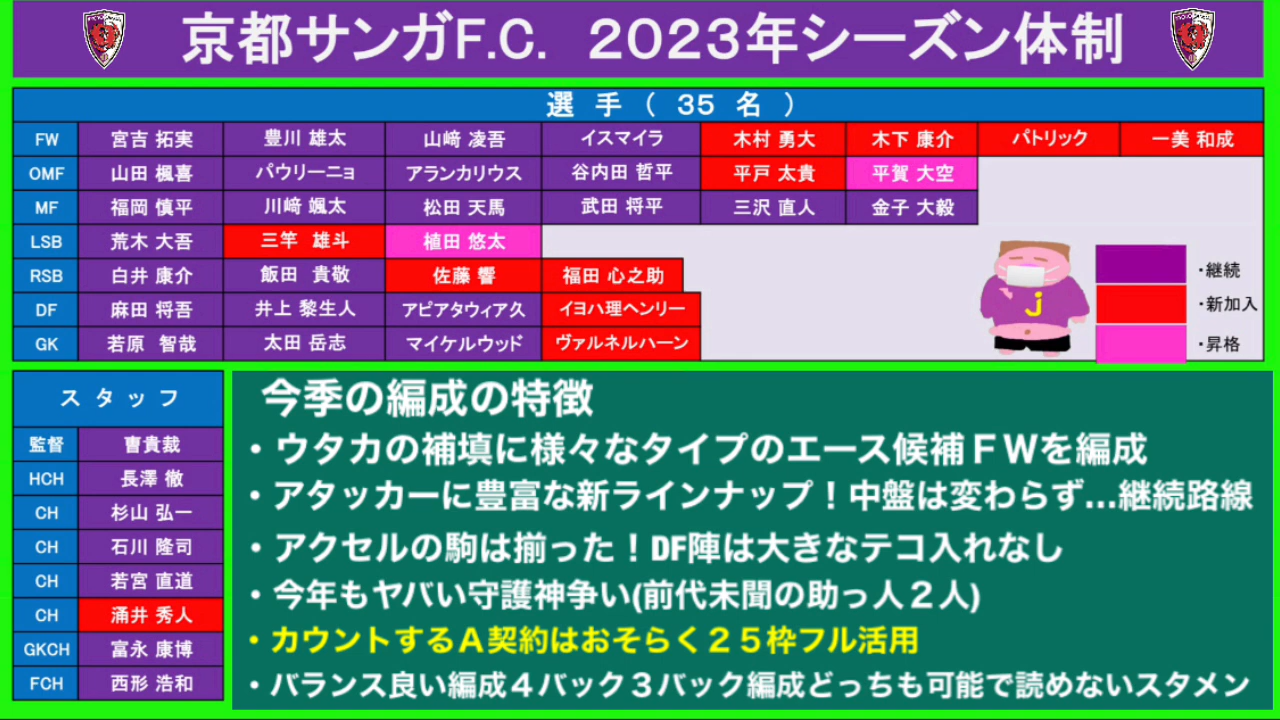 京都サンガF.C. 2023年シーズン体制
選 手 ( 35 名 )
FW 宮吉 拓実 豊川 雄太 山﨑 凌吾 イスマイラ 木村 勇大 木下 康介 パトリック 一美 和成
OMF 山田 楓喜 パウリーニョ アランカリウス 谷内田 哲平 平戸 太貴 平賀 大空
MF 福岡 慎平 川﨑 颯太 松田 天馬 武田 将平 三沢 直人 金子 大毅
LSB 荒木 大吾 三竿 雄斗 植田 悠太
RSB 白井 康介 飯田 貴敬 佐藤 響 福田 心之助
DF 麻田 将吾 井上 黎生人 アピアタウィア久 イヨハ理ヘンリー
GK 若原 智哉 太田 岳志 マイケルウッド ヴァルネルハーン
j
・継続
・新加入
・昇格
スタッフ
監督 曺貴裁
HCH 長澤 徹
CH 杉山 弘一
CH 石川 隆司
CH 若宮 直道
CH 涌井 秀人
GKCH 富永 康博
FCH 西形 浩和
今季の編成の特徴
・ウタカの補填に様々なタイプのエース候補ＦＷを編成
・アタッカーに豊富な新ラインナップ！中盤は変わらず…継続路線
・アクセルの駒は揃った！DF陣は大きなテコ入れなし
・今年もヤバい守護神争い(前代未聞の助っ人２人)
・カウントするＡ契約はおそらく２５枠フル活用
・バランス良い編成４バック３バック編成どっちも可能で読めないスタメン